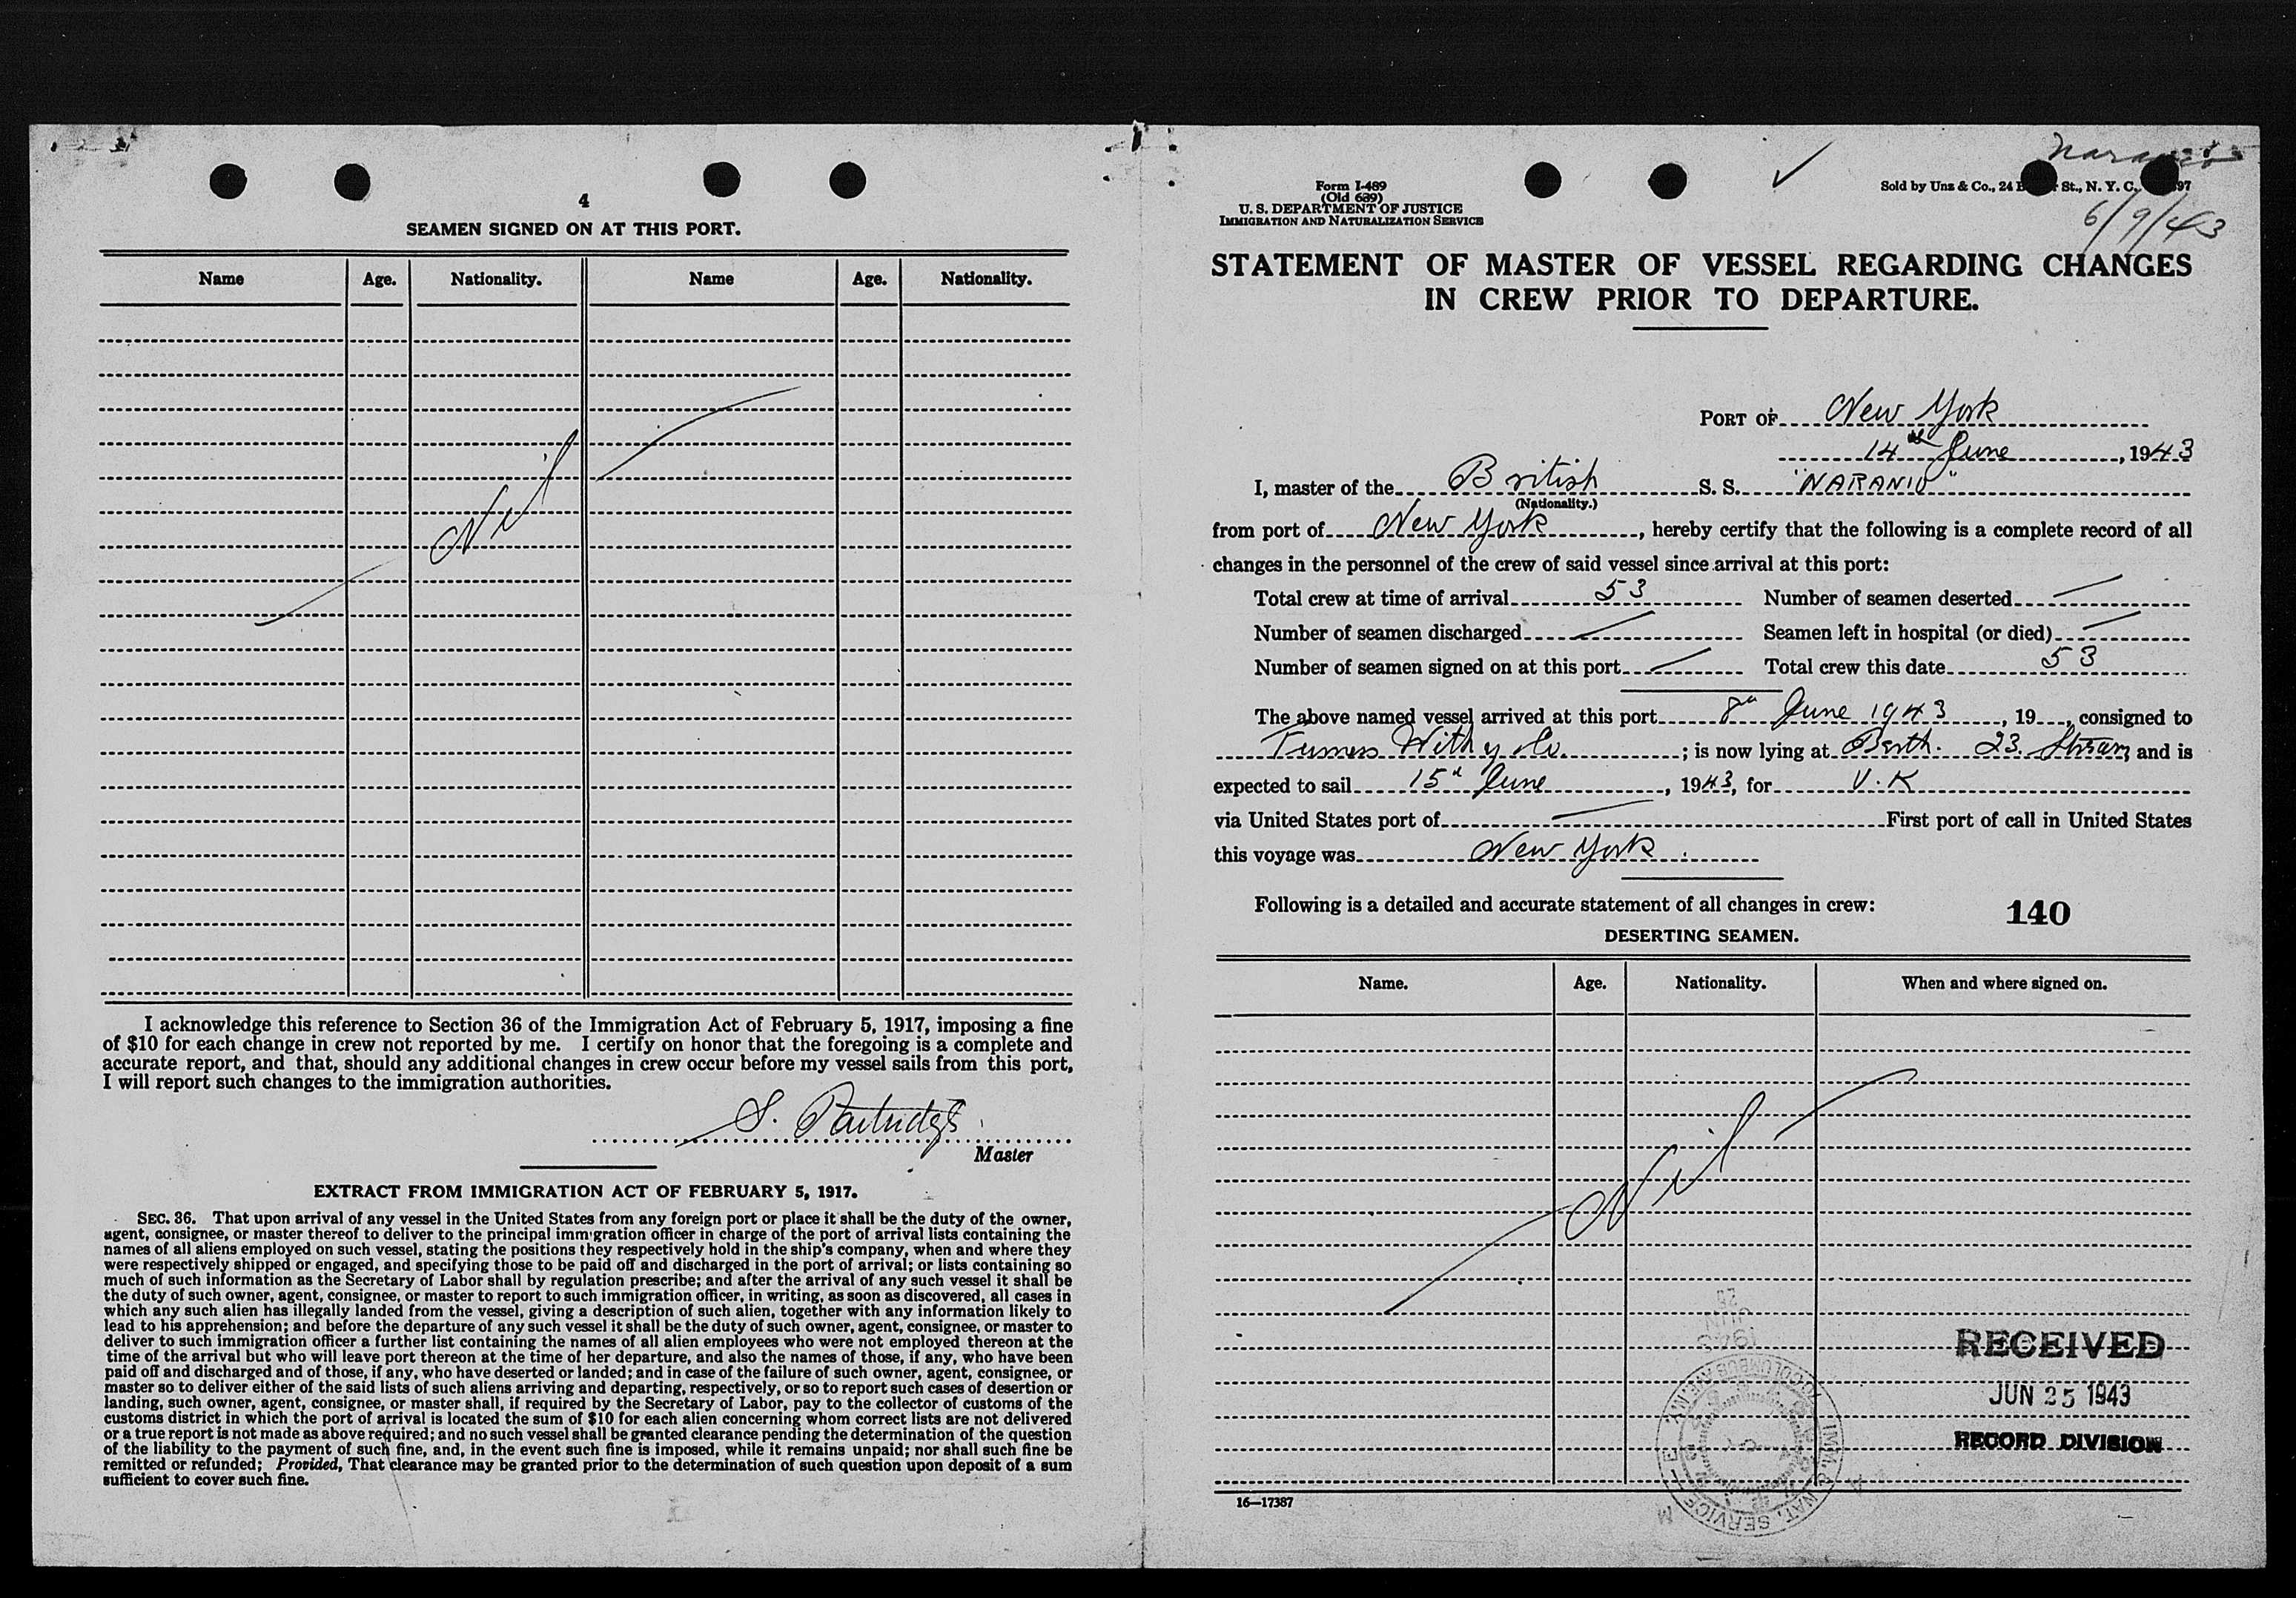 4
SEAMEN SIGNED ON AT THIS PORT.
Name Age. Nationality. Name Age. Nationality.
Nil
I acknowledge this reference to Section 36 of the Immigration Act of February 5, 1917, imposing a fine
of $10 for each change in crew not reported by me. I certify on honor that the foregoing is a complete and
accurate report, and that, should any additional changes in crew occur before my vessel sails from this port,
I will report such changes to the immigration authorities.
S. Partridge
Master
EXTRACT FROM IMMIGRATION ACT OF FEBRUARY 5, 1917.
SEC. 36. That upon arrival of any vessel in the United States from any foreign port or place it shall be the duty of the owner,
agent, consignee, or master thereof to deliver to the principal immigration officer in charge of the port of arrival lists containing the
names of all aliens employed on such vessel, stating the positions they respectively hold in the ship's company, when and where they
were respectively shipped or engaged, and specifying those to be paid off and discharged in the port of arrival; or lists containing so
much of such information as the Secretary of Labor shall by regulation prescribe; and after the arrival of any such vessel it shall be
the duty of such owner, agent, consignee, or master to report to such immigration officer, in writing, as soon as discovered, all cases in
which any such alien has illegally landed from the vessel, giving a description of such alien, together with any information likely to
lead to his apprehension; and before the departure of any such vessel it shall be the duty of such owner, agent, consignee, or master to
deliver to such immigration officer a further list containing the names of all alien employees who were not employed thereon at the
time of the arrival but who will leave port thereon at the time of her departure, and also the names of those, if any, who have been
paid off and discharged and of those, if any, who have deserted or landed; and in case of the failure of such owner, agent, consignee, or
master so to deliver either of the said lists of such aliens arriving and departing, respectively, or so to report such cases of desertion or
landing, such owner, agent, consignee, or master shall, if required by the Secretary of Labor, pay to the collector of customs of the
customs district in which the port of arrival is located the sum of $10 for each alien concerning whom correct lists are not delivered
or a true report is not made as above required; and no such vessel shall be granted clearance pending the determination of the question
of the liability to the payment of such fine, and, in the event such fine is imposed, while it remains unpaid; nor shall such fine be
remitted or refunded; Provided, That clearance may be granted prior to the determination of such question upon deposit of a sum
sufficient to cover such fine.
Form I-489
(Old 689)
U. S. DEPARTMENT OF JUSTICE
IMMIGRATION AND NATURALIZATION SERVICE
Sold by Unz & Co., 24 St., N. Y. C.
6/9/43
STATEMENT OF MASTER OF VESSEL REGARDING CHANGES
IN CREW PRIOR TO DEPARTURE.
PORT OF New York
14th June, 1943
I, master of the British S. S. "NARANIO"
(Nationality.)
from port of New York, hereby certify that the following is a complete record of all
changes in the personnel of the crew of said vessel since arrival at this port:
Total crew at time of arrival 53 Number of seamen deserted —
Number of seamen discharged — Seamen left in hospital (or died) —
Number of seamen signed on at this port — Total crew this date 53
The above named vessel arrived at this port 8th June 1943, 19, consigned to
Furness Withy Co.; is now lying at Berth. 23. Stream and is
expected to sail 15th June, 1943, for U.K
via United States port of — First port of call in United States
this voyage was New York.
Following is a detailed and accurate statement of all changes in crew:
140
DESERTING SEAMEN.
Name. Age. Nationality. When and where signed on.
Nil
1943
RECEIVED
JUN 25 1943
RECORD DIVISION
IMM. & NAT. SERVICE
70 COLUMBUS AVE. N.Y.
16—17387